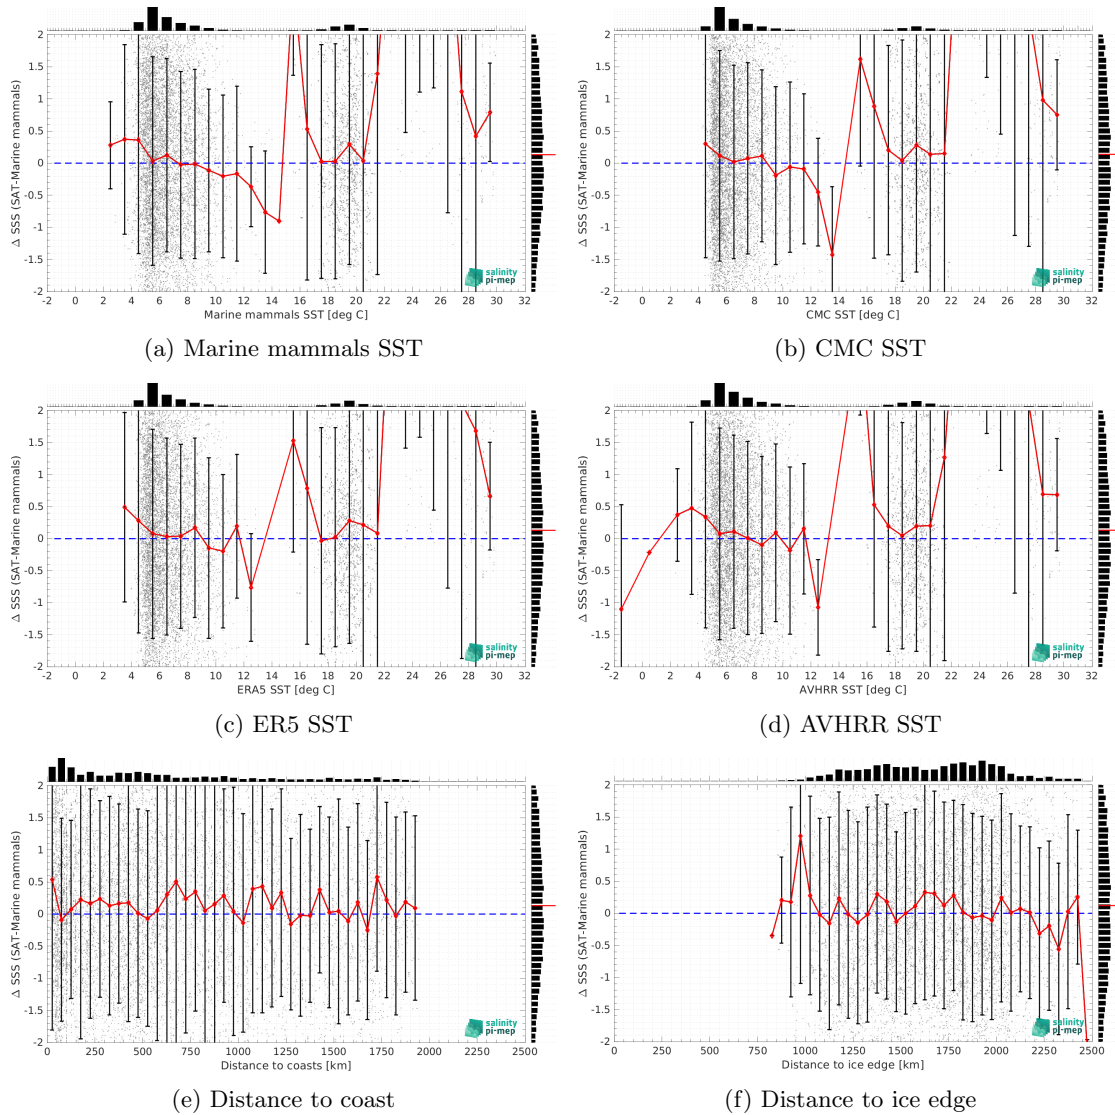 2
1.5
1
0.5
0
-0.5
-1
-1.5
-2
Δ SSS (SAT-Marine mammals)
-2 0 2 4 6 8 10 12 14 16 18 20 22 24 26 28 30 32
Marine mammals SST [deg C]
salinity
pi-mep
(a) Marine mammals SST
2
1.5
1
0.5
0
-0.5
-1
-1.5
-2
Δ SSS (SAT-Marine mammals)
-2 0 2 4 6 8 10 12 14 16 18 20 22 24 26 28 30 32
CMC SST [deg C]
salinity
pi-mep
(b) CMC SST
2
1.5
1
0.5
0
-0.5
-1
-1.5
-2
Δ SSS (SAT-Marine mammals)
-2 0 2 4 6 8 10 12 14 16 18 20 22 24 26 28 30 32
ERA5 SST [deg C]
salinity
pi-mep
(c) ER5 SST
2
1.5
1
0.5
0
-0.5
-1
-1.5
-2
Δ SSS (SAT-Marine mammals)
-2 0 2 4 6 8 10 12 14 16 18 20 22 24 26 28 30 32
AVHRR SST [deg C]
salinity
pi-mep
(d) AVHRR SST
2
1.5
1
0.5
0
-0.5
-1
-1.5
-2
Δ SSS (SAT-Marine mammals)
0 250 500 750 1000 1250 1500 1750 2000 2250 2500
Distance to coasts [km]
salinity
pi-mep
(e) Distance to coast
2
1.5
1
0.5
0
-0.5
-1
-1.5
-2
Δ SSS (SAT-Marine mammals)
0 250 500 750 1000 1250 1500 1750 2000 2250 2500
Distance to ice edge [km]
salinity
pi-mep
(f) Distance to ice edge